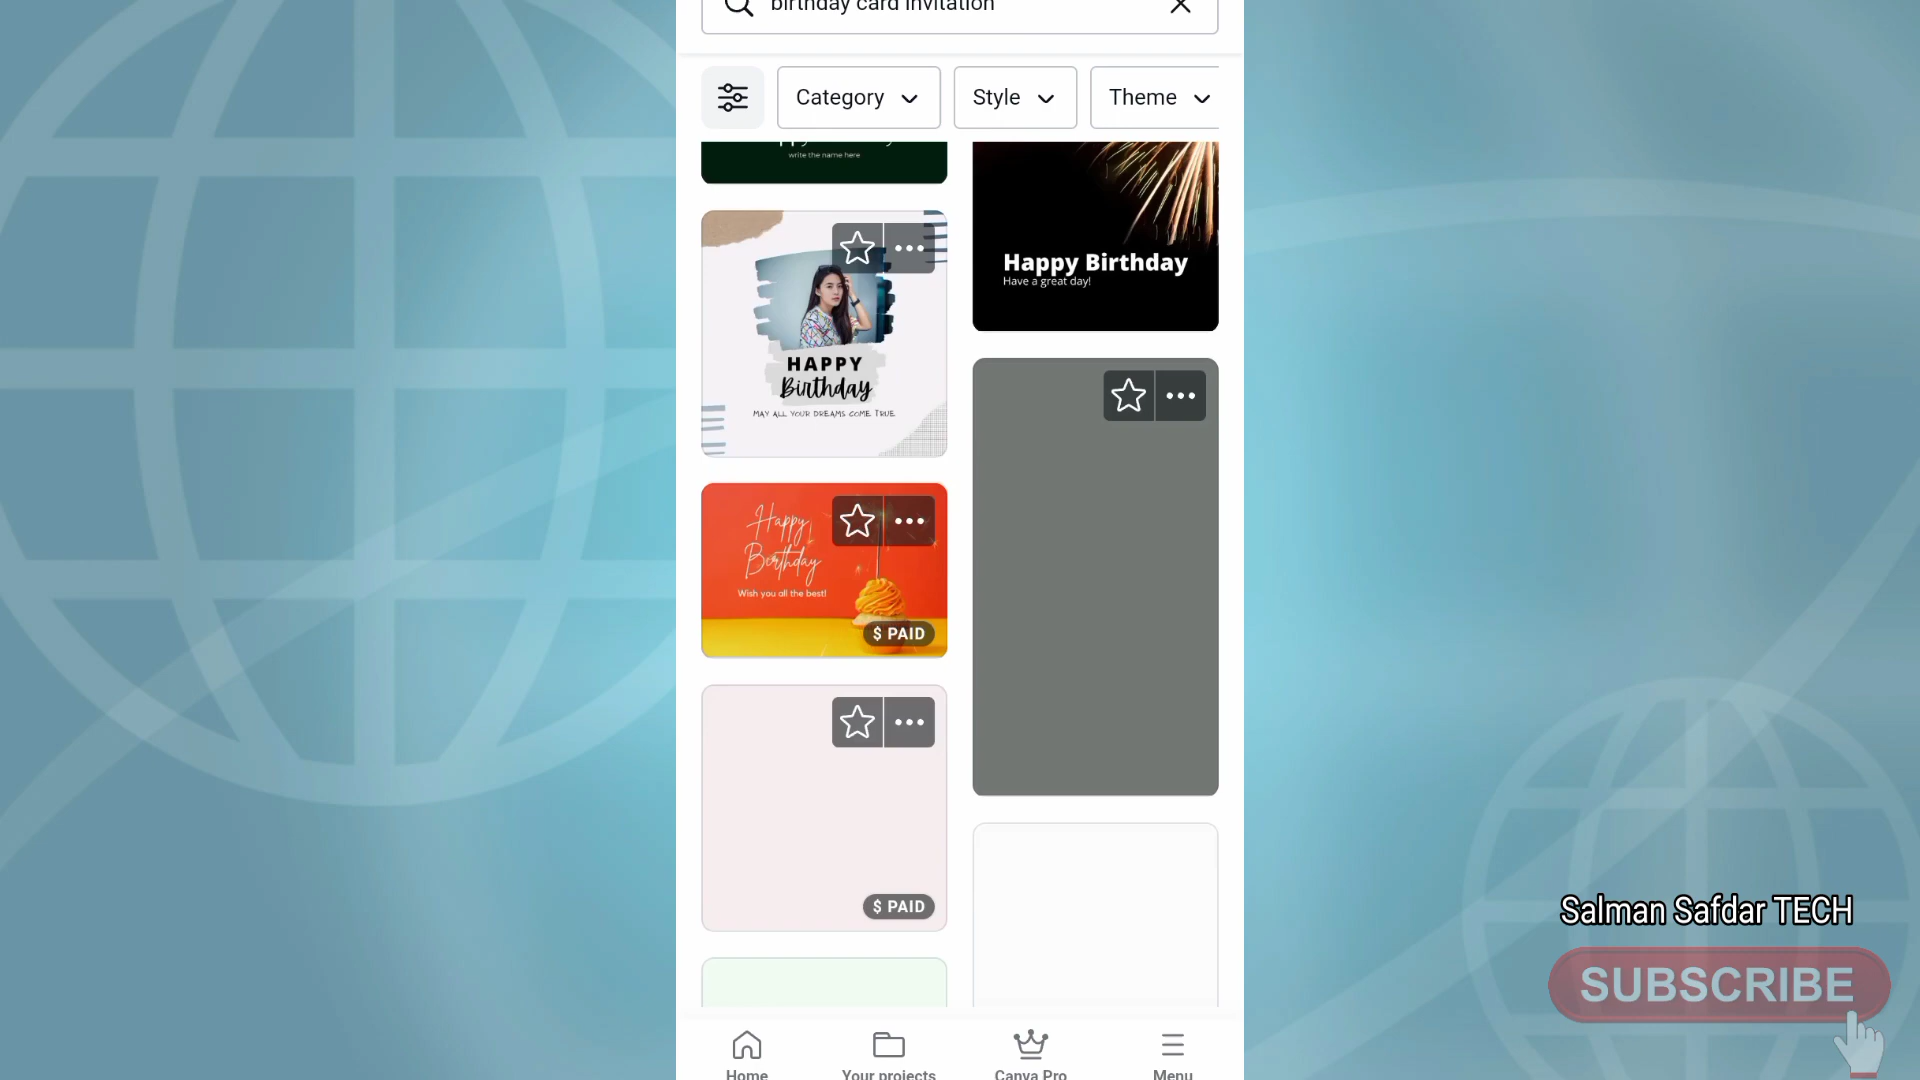 birthday card invitation
Category
Style
Theme
write the name here
Happy Birthday
Have a great day!
HAPPY
Birthday
MAY ALL YOUR DREAMS COME TRUE
Happy
Birthday
Wish you all the best!
$ PAID
$ PAID
Home
Your projects
Canva Pro
Menu
Salman Safdar TECH
SUBSCRIBE